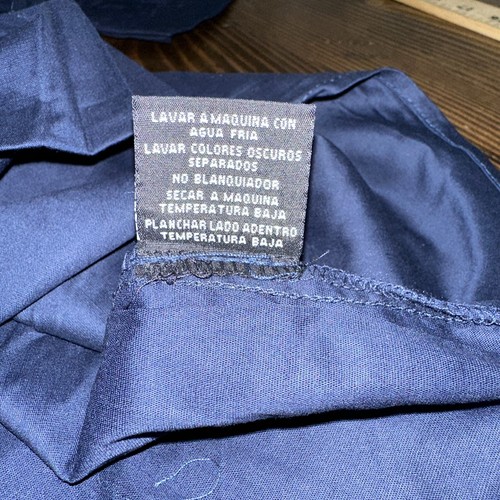 LAVAR A MAQUINA CON
AGUA FRIA
LAVAR COLORES OSCUROS
SEPARADOS
NO BLANQUIADOR
SECAR A MAQUINA
TEMPERATURA BAJA
PLANCHAR LADO ADENTRO
TEMPERATURA BAJA